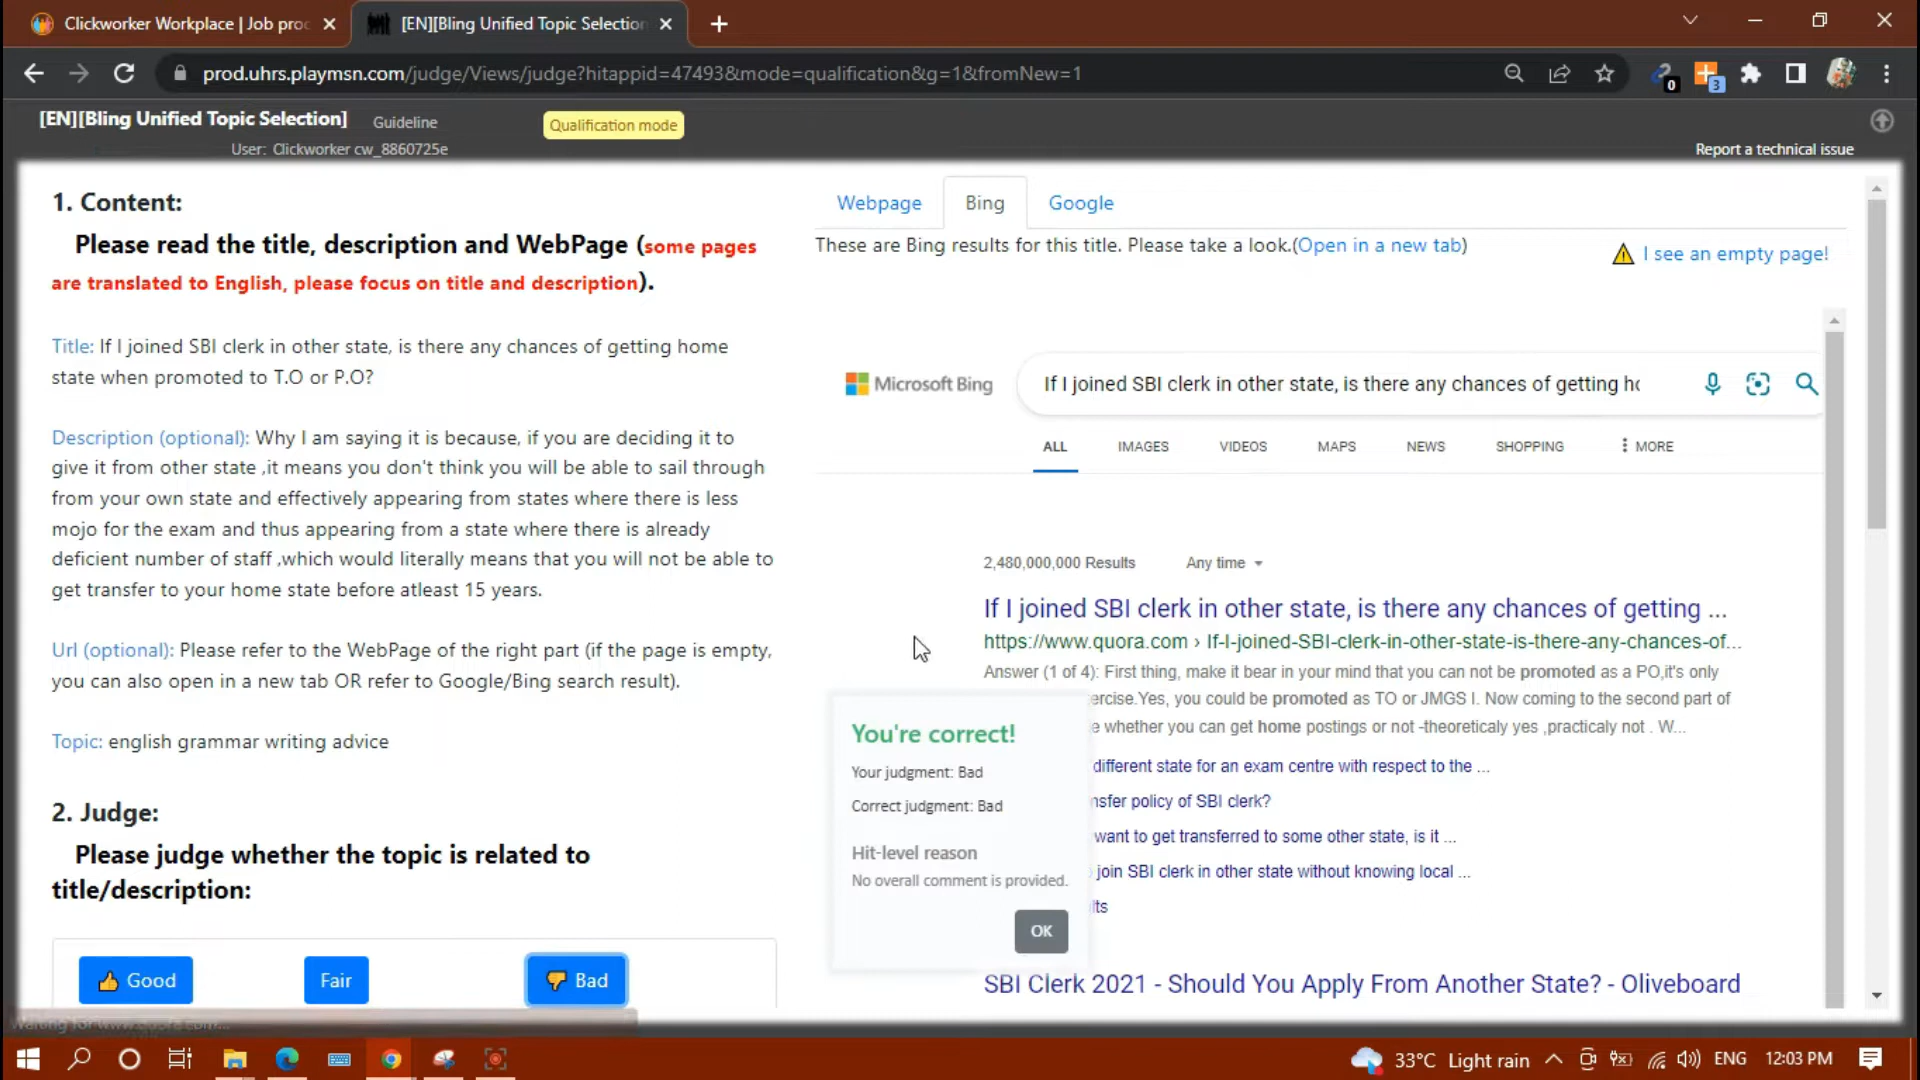 Clickworker Workplace | Job proc
[EN][Bling Unified Topic Selection
prod.uhrs.playmsn.com/judge/Views/judge?hitappid=47493&mode=qualification&g=1&fromNew=1
0
3
[EN][Bling Unified Topic Selection]
Guideline
Qualification mode
User: Clickworker cw_8860725e
Report a technical issue
1. Content:
Please read the title, description and WebPage (some pages
are translated to English, please focus on title and description).
Title: If I joined SBI clerk in other state, is there any chances of getting home
state when promoted to T.O or P.O?
Description (optional): Why I am saying it is because, if you are deciding it to
give it from other state ,it means you don't think you will be able to sail through
from your own state and effectively appearing from states where there is less
mojo for the exam and thus appearing from a state where there is already
deficient number of staff ,which would literally means that you will not be able to
get transfer to your home state before atleast 15 years.
Url (optional): Please refer to the WebPage of the right part (if the page is empty,
you can also open in a new tab OR refer to Google/Bing search result).
Topic: english grammar writing advice
2. Judge:
Please judge whether the topic is related to
title/description:
Good
Fair
Bad
Webpage
Bing
Google
These are Bing results for this title. Please take a look.(Open in a new tab)
I see an empty page!
Microsoft Bing
If I joined SBI clerk in other state, is there any chances of getting ho
ALL
IMAGES
VIDEOS
MAPS
NEWS
SHOPPING
MORE
2,480,000,000 Results
Any time
If I joined SBI clerk in other state, is there any chances of getting ...
https://www.quora.com › If-I-joined-SBI-clerk-in-other-state-is-there-any-chances-of...
Answer (1 of 4): First thing, make it bear in your mind that you can not be promoted as a PO,it's only
ercise.Yes, you could be promoted as TO or JMGS I. Now coming to the second part of
e whether you can get home postings or not -theoreticaly yes ,practicaly not . W...
different state for an exam centre with respect to the ...
nsfer policy of SBI clerk?
want to get transferred to some other state, is it ...
join SBI clerk in other state without knowing local ...
lts
SBI Clerk 2021 - Should You Apply From Another State? - Oliveboard
You're correct!
Your judgment: Bad
Correct judgment: Bad
Hit-level reason
No overall comment is provided.
OK
33°C Light rain
ENG
12:03 PM